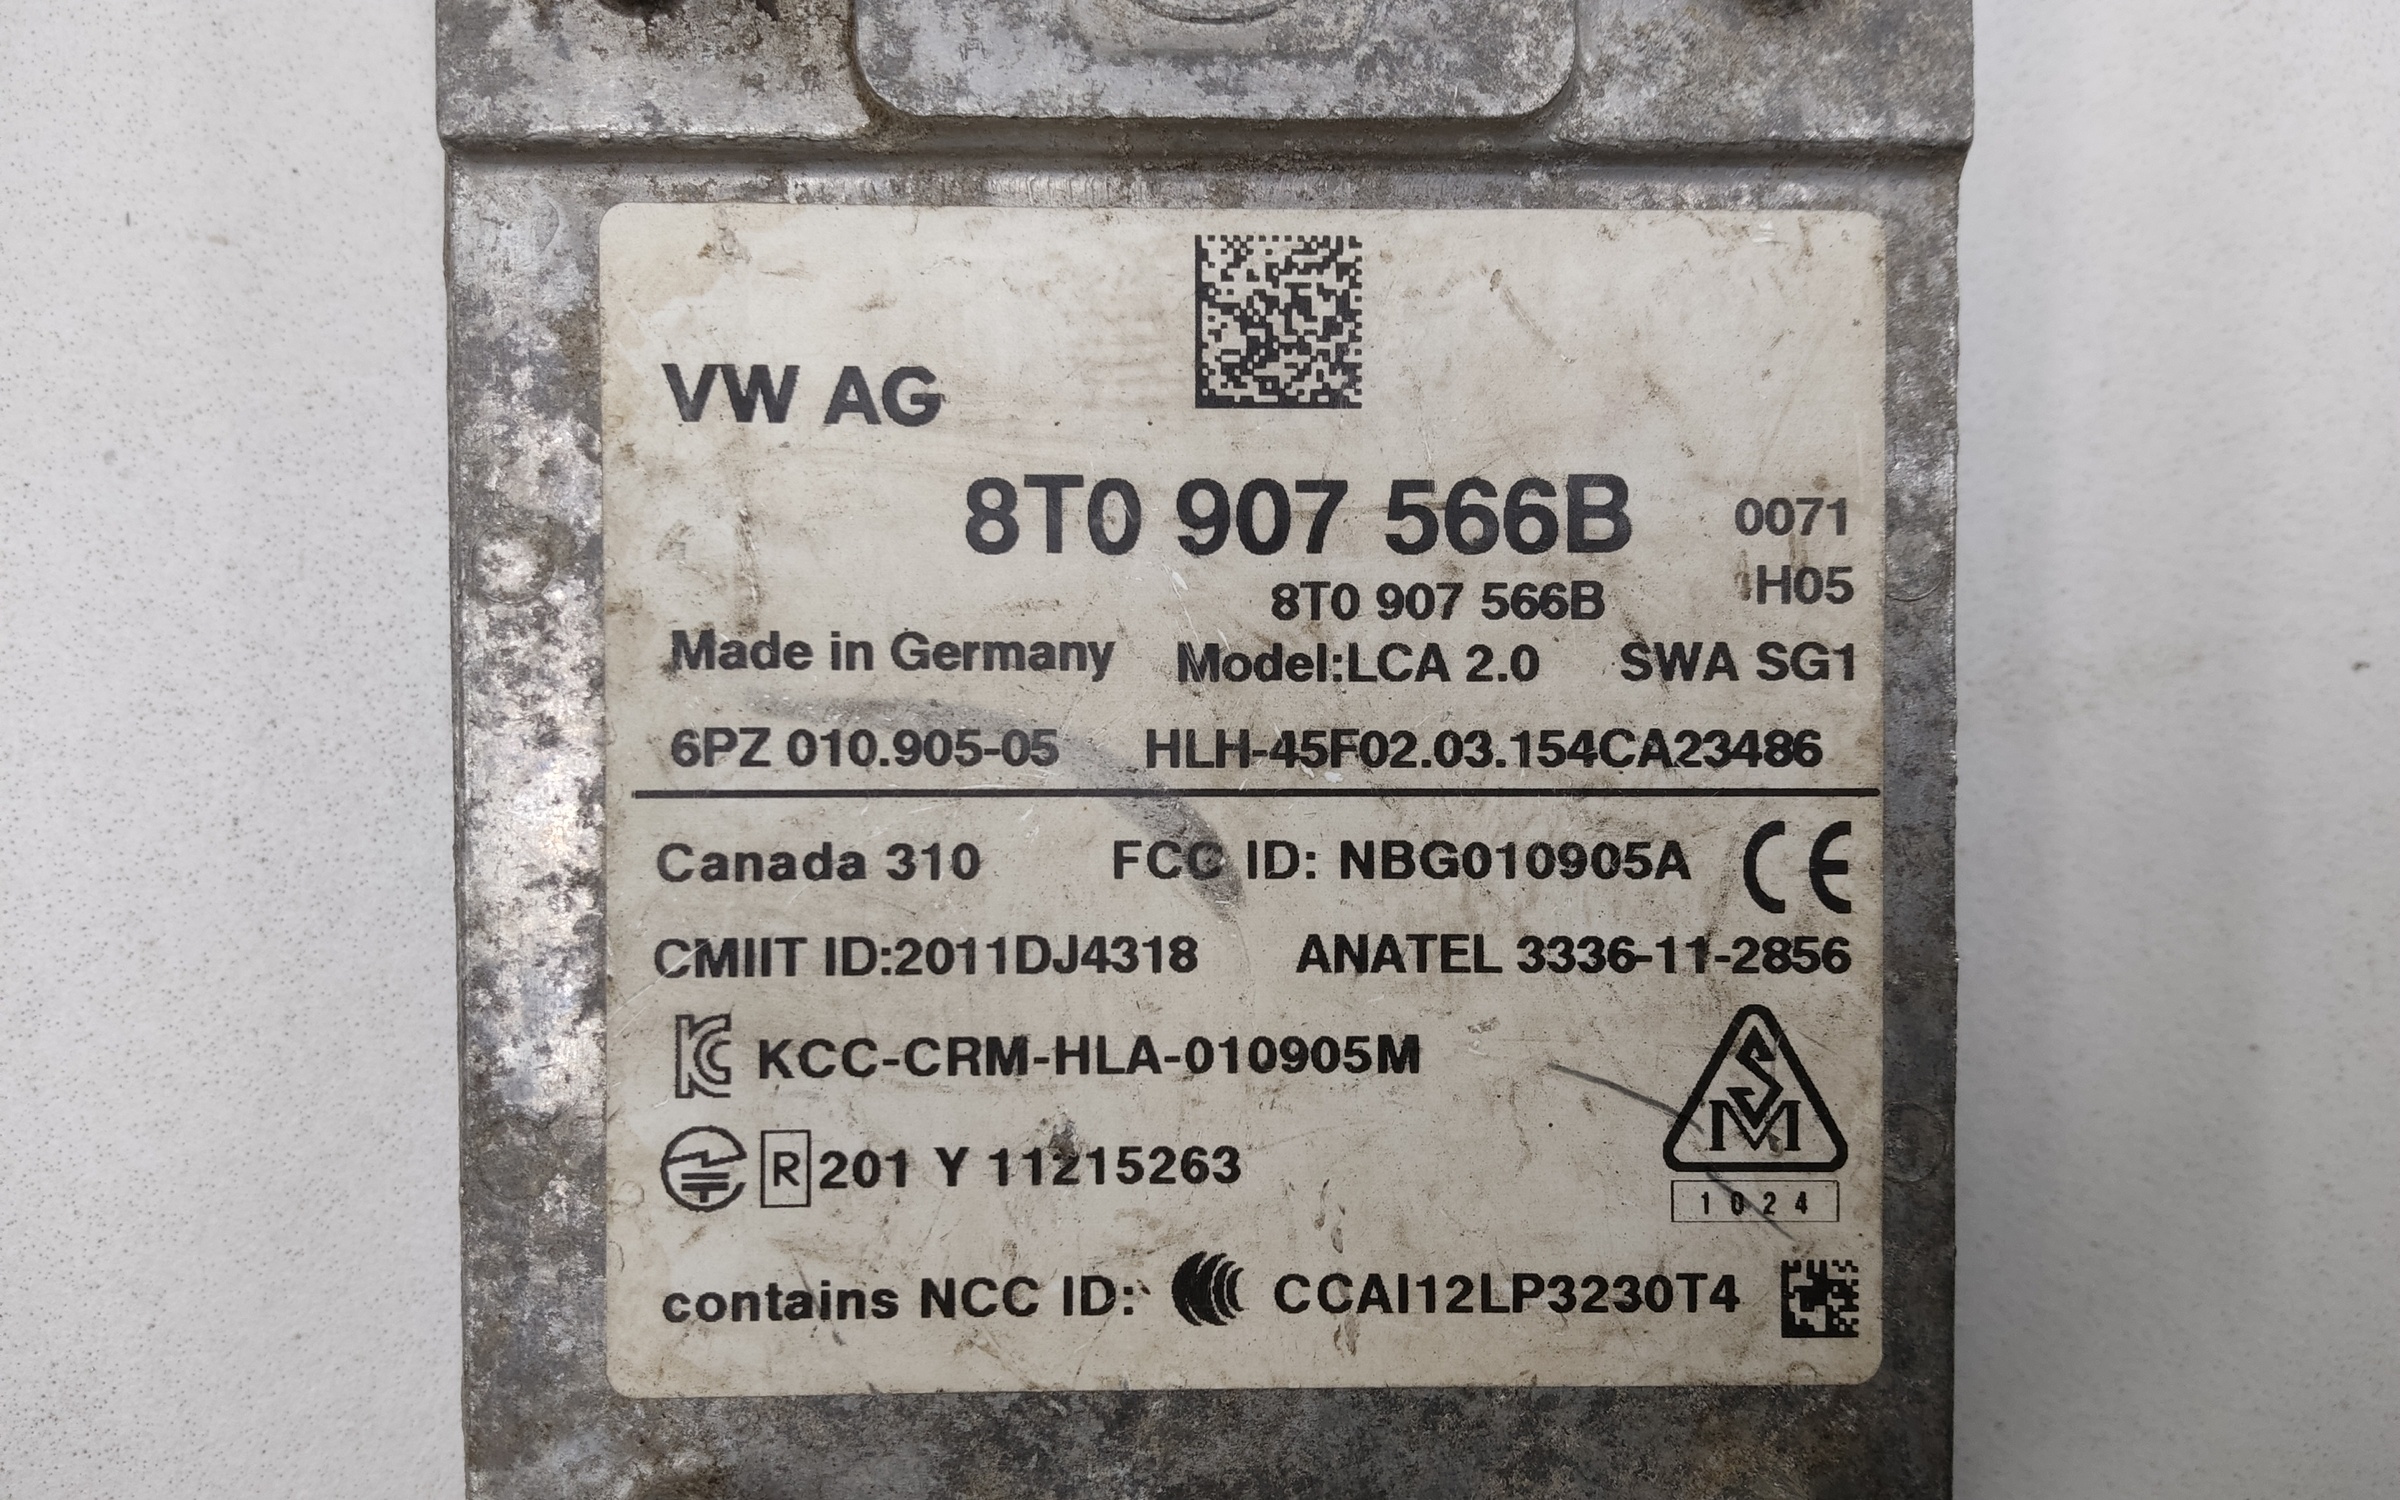 VW AG
8T0 907 566B 0071
8T0 907 566B H05
Made in Germany Model:LCA 2.0 SWA SG1
6PZ 010.905-05 HLH-45F02.03.154CA23486
Canada 310 FCC ID: NBG010905A CE
CMIIT ID:2011DJ4318 ANATEL 3336-11-2856
KC KCC-CRM-HLA-010905M
R 201 Y 11215263
SM
1024
contains NCC ID: CCAI12LP3230T4